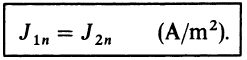 J₁ₙ = J₂ₙ (A/m²).